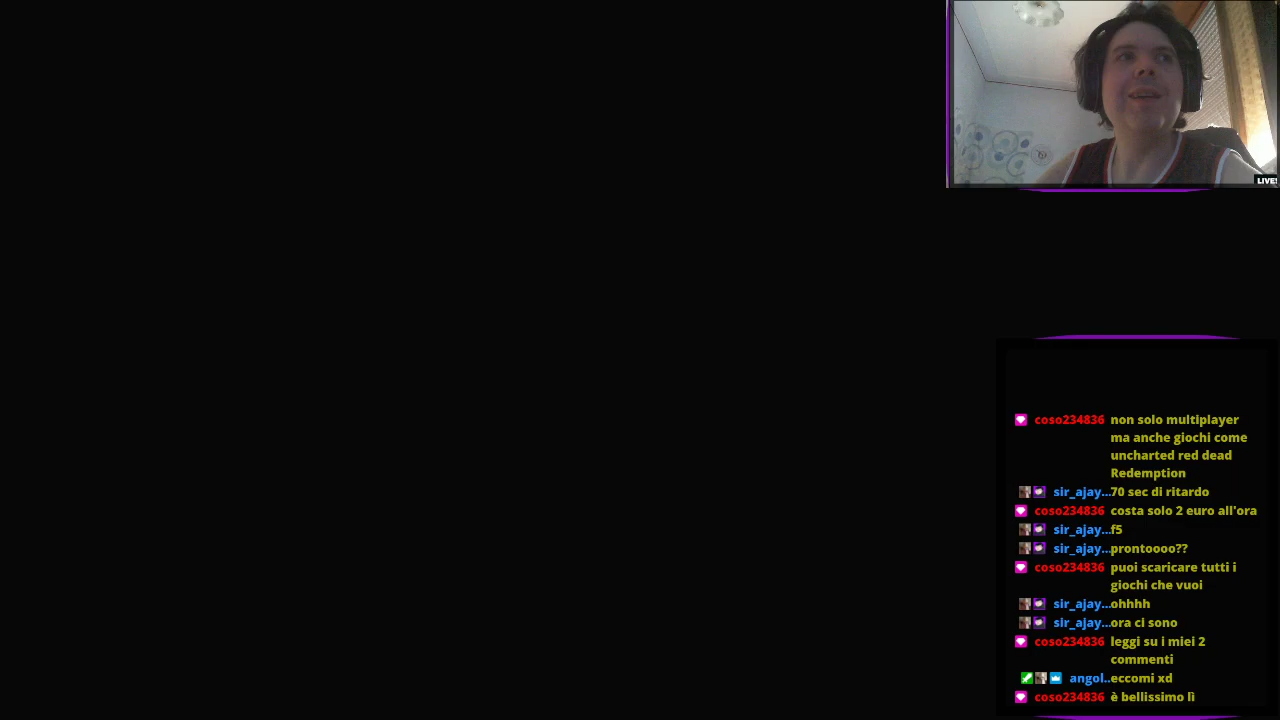 LIVE!
coso234836 non solo multiplayer
ma anche giochi come
uncharted red dead
Redemption
sir_ajay... 70 sec di ritardo
coso234836 costa solo 2 euro all'ora
sir_ajay... f5
sir_ajay... prontoooo??
coso234836 puoi scaricare tutti i
giochi che vuoi
sir_ajay... ohhhh
sir_ajay... ora ci sono
coso234836 leggi su i miei 2
commenti
angol... eccomi xd
coso234836 è bellissimo lì